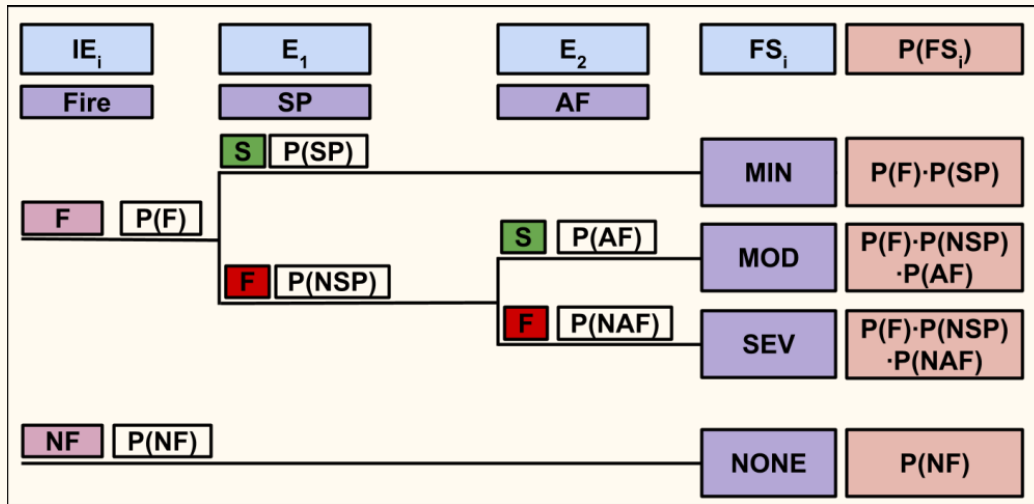 IEᵢ E₁ E₂ FSᵢ P(FSᵢ)
Fire SP AF
S P(SP)
MIN P(F)·P(SP)
F P(F)
S P(AF)
MOD P(F)·P(NSP)
·P(AF)
F P(NSP)
F P(NAF)
SEV P(F)·P(NSP)
·P(NAF)
NF P(NF)
NONE P(NF)